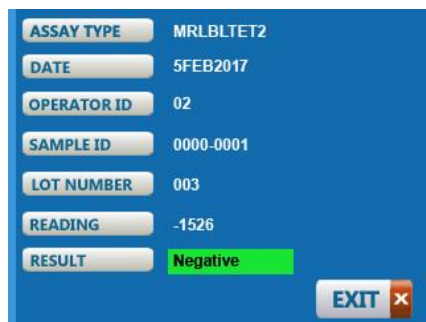 ASSAY TYPE MRLBLTET2
DATE 5FEB2017
OPERATOR ID 02
SAMPLE ID 0000-0001
LOT NUMBER 003
READING -1526
RESULT Negative
EXIT ×